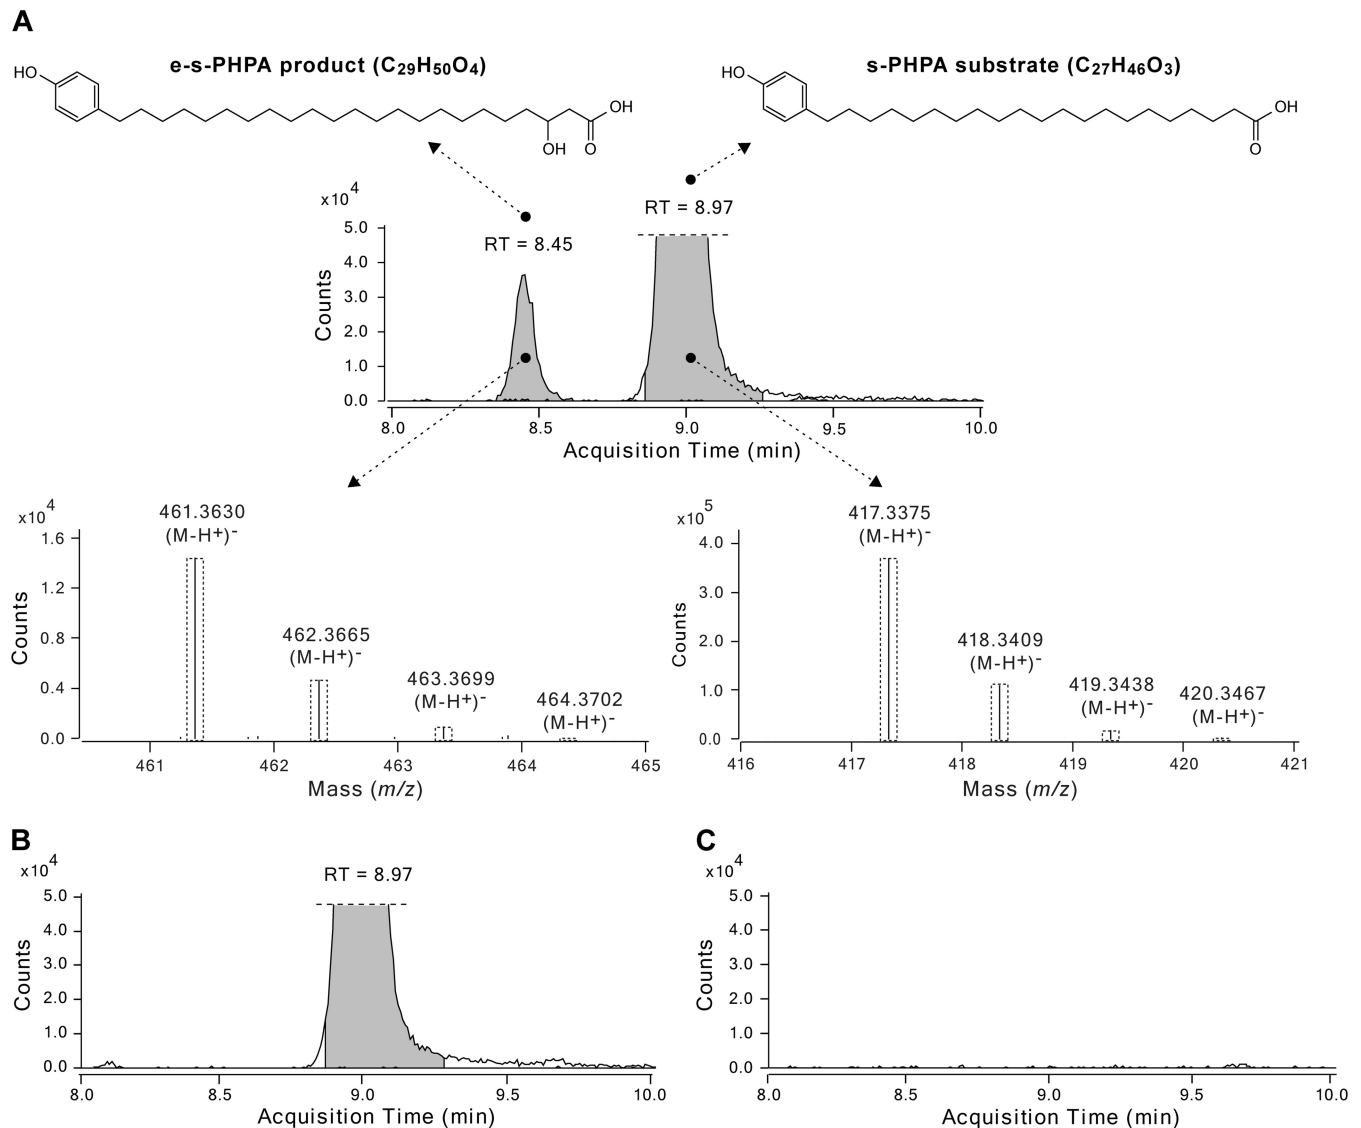 A
e-s-PHPA product (C29H50O4)
s-PHPA substrate (C27H46O3)
HO
OH
OH
O
HO
OH
O
x10^4
RT = 8.45
RT = 8.97
Counts
5.0
4.0
3.0
2.0
1.0
0.0
8.0 8.5 9.0 9.5 10.0
Acquisition Time (min)
x10^4
461.3630
(M-H+)-
462.3665
(M-H+)-
463.3699
(M-H+)-
464.3702
(M-H+)-
Counts
1.6
1.2
0.8
0.4
0.0
461 462 463 464 465
Mass (m/z)
x10^5
417.3375
(M-H+)-
418.3409
(M-H+)-
419.3438
(M-H+)-
420.3467
(M-H+)-
Counts
4.0
3.0
2.0
1.0
0.0
416 417 418 419 420 421
Mass (m/z)
B
x10^4
RT = 8.97
Counts
5.0
4.0
3.0
2.0
1.0
0.0
8.0 8.5 9.0 9.5 10.0
Acquisition Time (min)
C
x10^4
Counts
5.0
4.0
3.0
2.0
1.0
0.0
8.0 8.5 9.0 9.5 10.0
Acquisition Time (min)